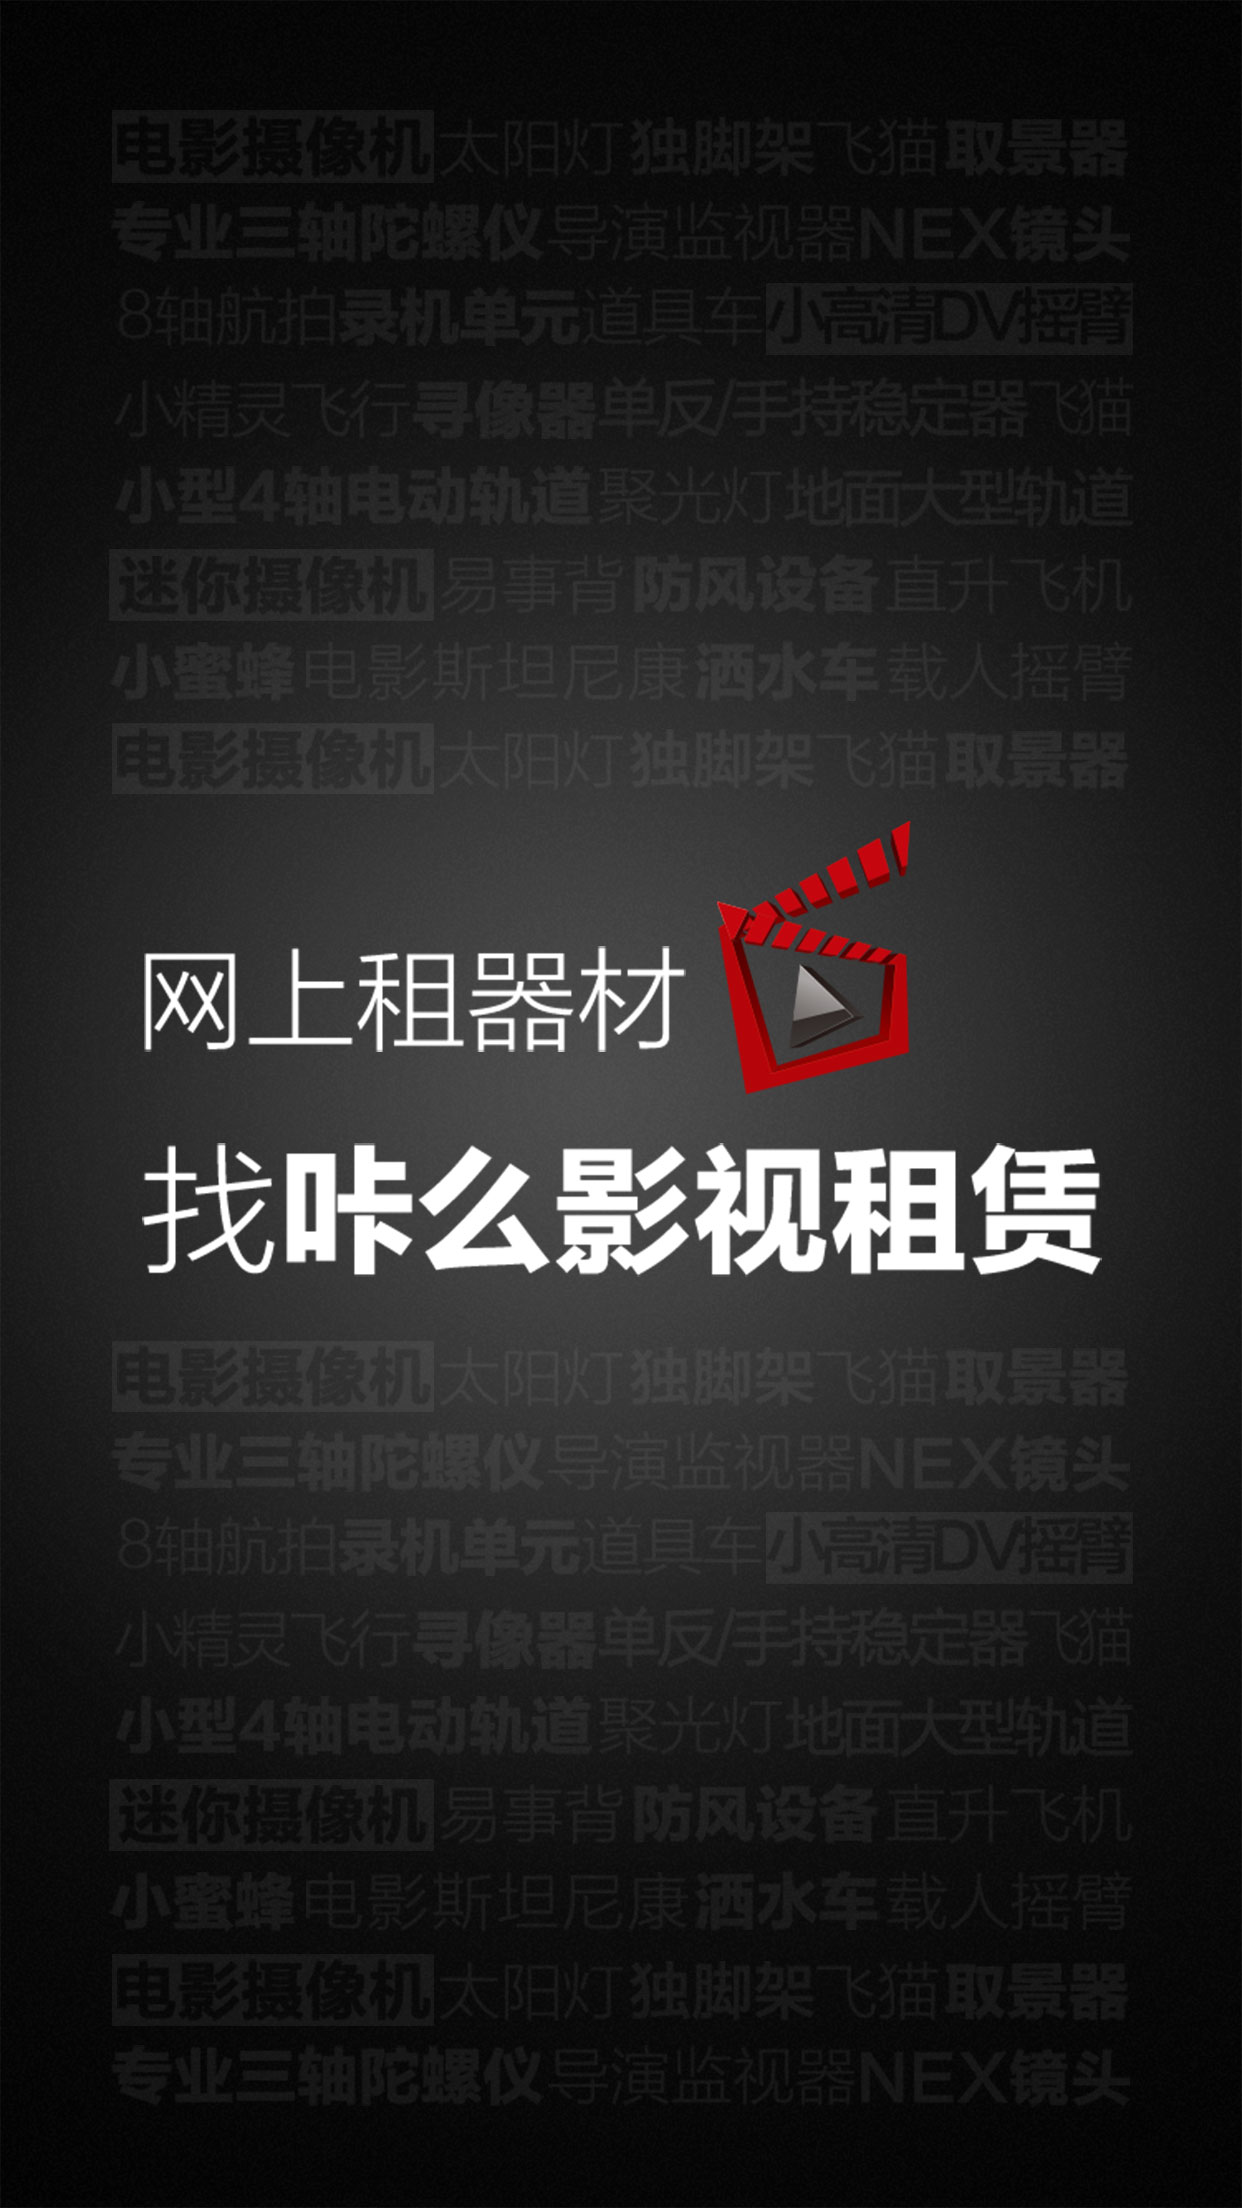 电影摄像机太阳灯独脚架飞猫取景器
专业三轴陀螺仪导演监视器NEX镜头
8轴航拍录机单元道具车小高清DV摇臂
小精灵飞行寻像器单反/手持稳定器飞猫
小型4轴电动轨道聚光灯地面大型轨道
迷你摄像机易事背防风设备直升飞机
小蜜蜂电影斯坦尼康洒水车载人摇臂
电影摄像机太阳灯独脚架飞猫取景器
网上租器材
找咔么影视租赁
电影摄像机太阳灯独脚架飞猫取景器
专业三轴陀螺仪导演监视器NEX镜头
8轴航拍录机单元道具车小高清DV摇臂
小精灵飞行寻像器单反/手持稳定器飞猫
小型4轴电动轨道聚光灯地面大型轨道
迷你摄像机易事背防风设备直升飞机
小蜜蜂电影斯坦尼康洒水车载人摇臂
电影摄像机太阳灯独脚架飞猫取景器
专业三轴陀螺仪导演监视器NEX镜头